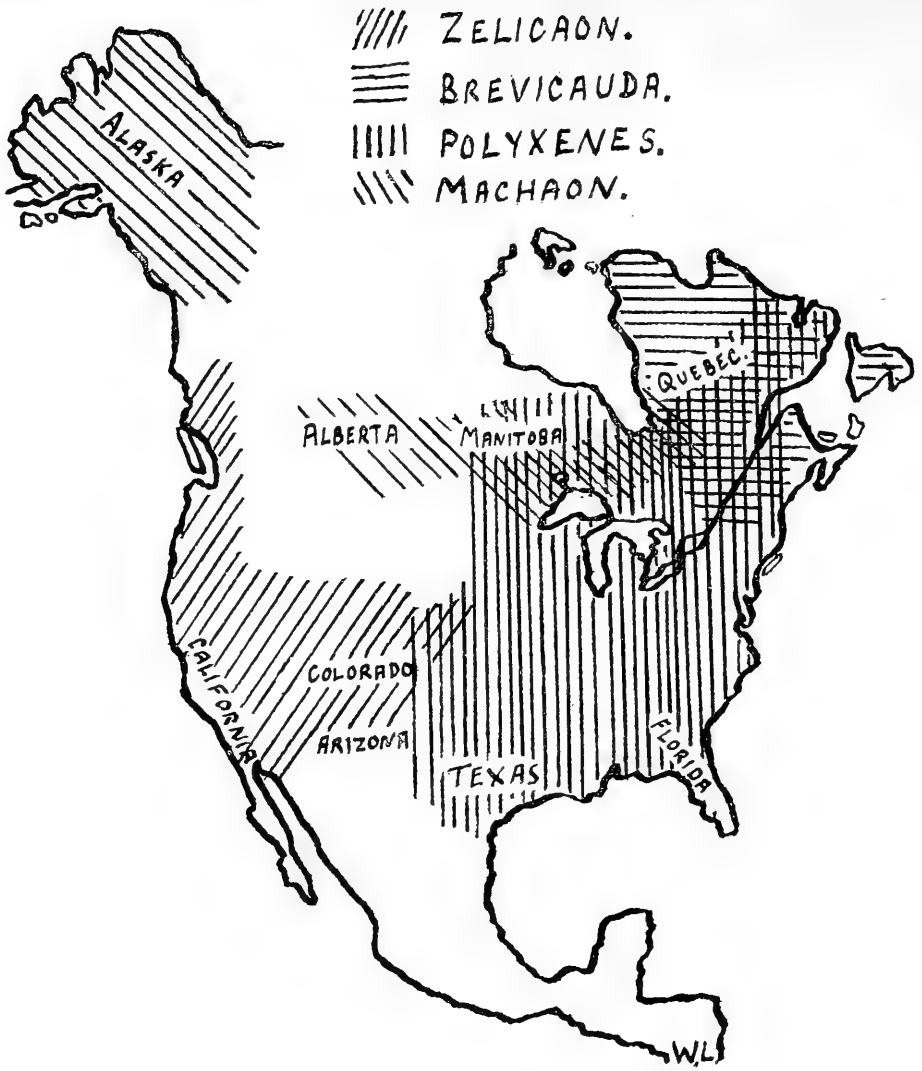 ZELICAON.
BREVICAUDA.
POLYXENES.
MACHAON.
ALASKA
QUEBEC.
ALBERTA
MANITOBA
CALIFORNIA
COLORADO
ARIZONA
TEXAS
FLORIDA
W.L.